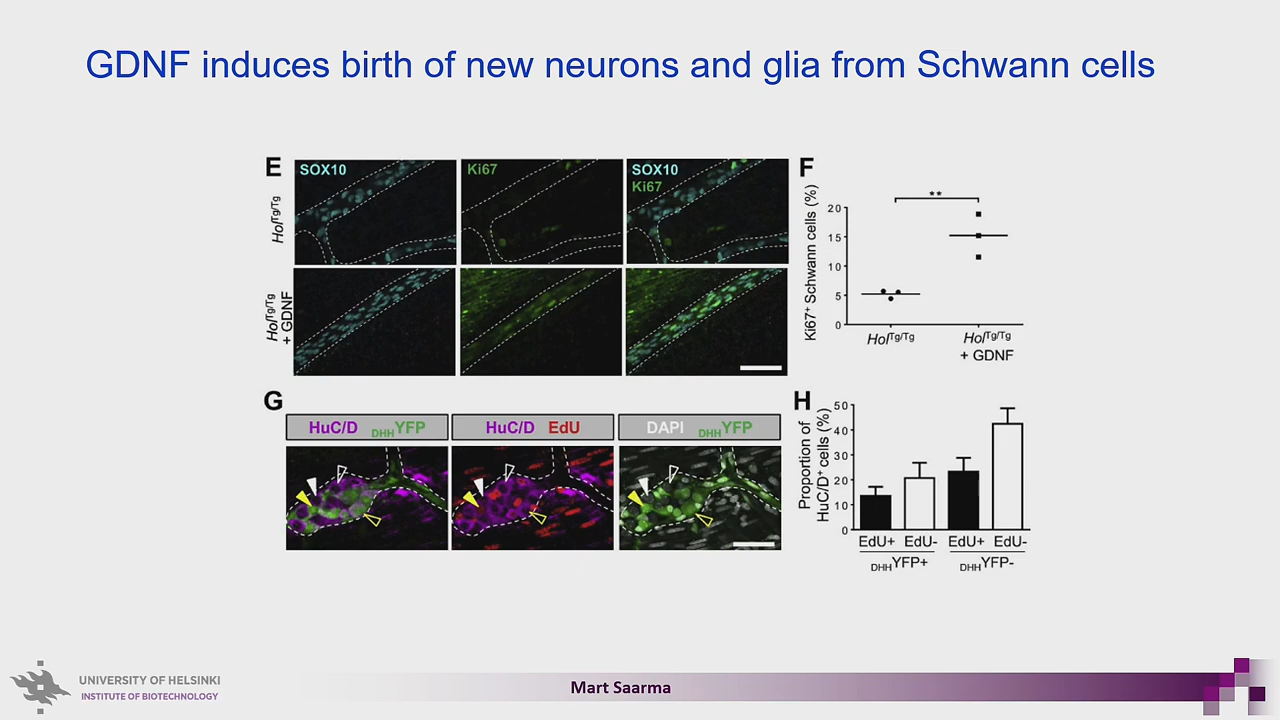 GDNF induces birth of new neurons and glia from Schwann cells
E
SOX10
Ki67
SOX10
Ki67
Hol Tg/Tg
Hol Tg/Tg
+ GDNF
F
**
Ki67+ Schwann cells (%)
20
15
10
5
0
Hol Tg/Tg
Hol Tg/Tg
+ GDNF
G
HuC/D DHHYFP
HuC/D EdU
DAPI DHHYFP
H
Proportion of
HuC/D+ cells (%)
50
40
30
20
10
0
EdU+ EdU- EdU+ EdU-
DHHYFP+ DHHYFP-
UNIVERSITY OF HELSINKI
INSTITUTE OF BIOTECHNOLOGY
Mart Saarma